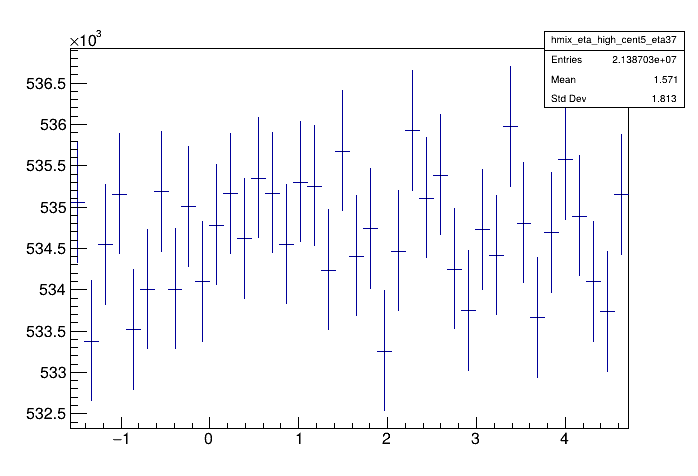 ×10³
hmix_eta_high_cent5_eta37
Entries 2.138703e+07
Mean 1.571
Std Dev 1.813
536.5
536
535.5
535
534.5
534
533.5
533
532.5
−1 0 1 2 3 4